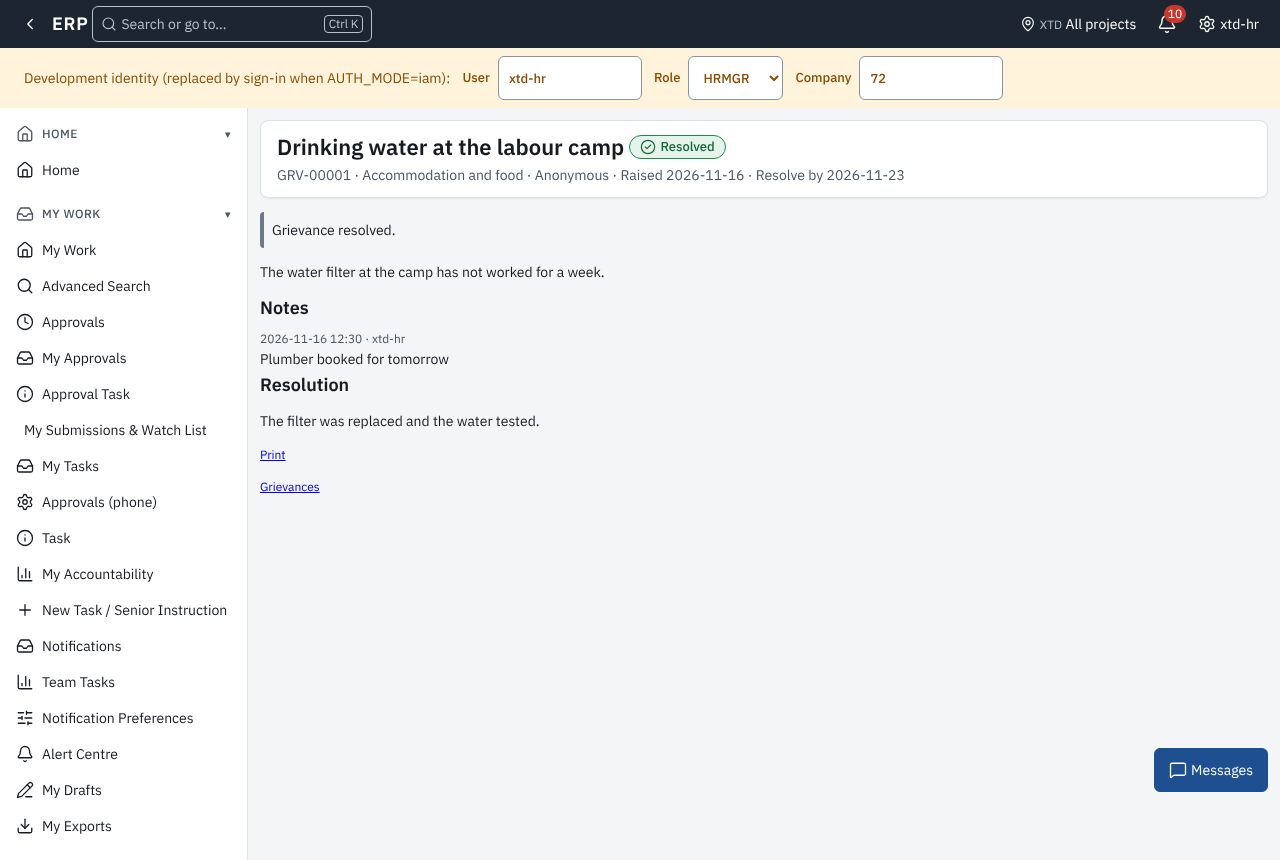 ERP
Search or go to...
Ctrl K
XTD All projects
10
xtd-hr
Development identity (replaced by sign-in when AUTH_MODE=iam): User xtd-hr Role HRMGR Company 72
HOME
Home
MY WORK
My Work
Advanced Search
Approvals
My Approvals
Approval Task
My Submissions & Watch List
My Tasks
Approvals (phone)
Task
My Accountability
New Task / Senior Instruction
Notifications
Team Tasks
Notification Preferences
Alert Centre
My Drafts
My Exports
Drinking water at the labour camp Resolved
GRV-00001 · Accommodation and food · Anonymous · Raised 2026-11-16 · Resolve by 2026-11-23
Grievance resolved.
The water filter at the camp has not worked for a week.
Notes
2026-11-16 12:30 · xtd-hr
Plumber booked for tomorrow
Resolution
The filter was replaced and the water tested.
Print
Grievances
Messages